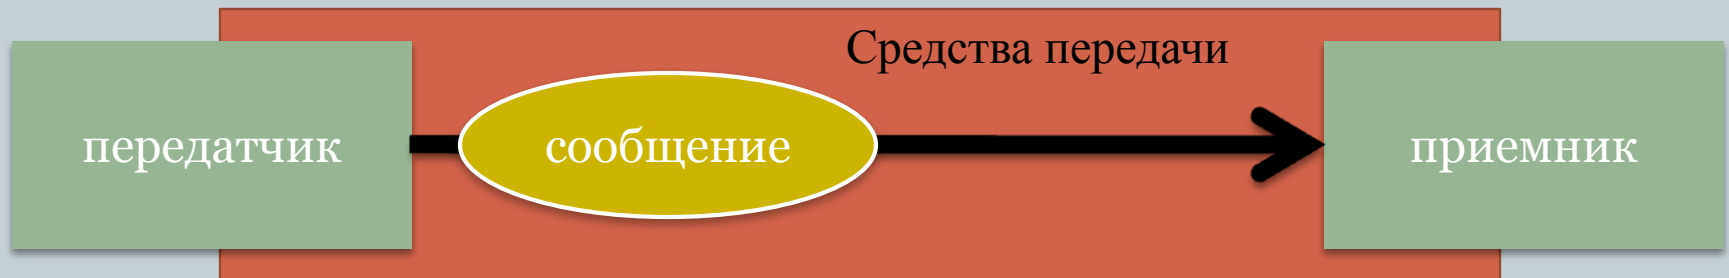 Средства передачи
передатчик
сообщение
приемник